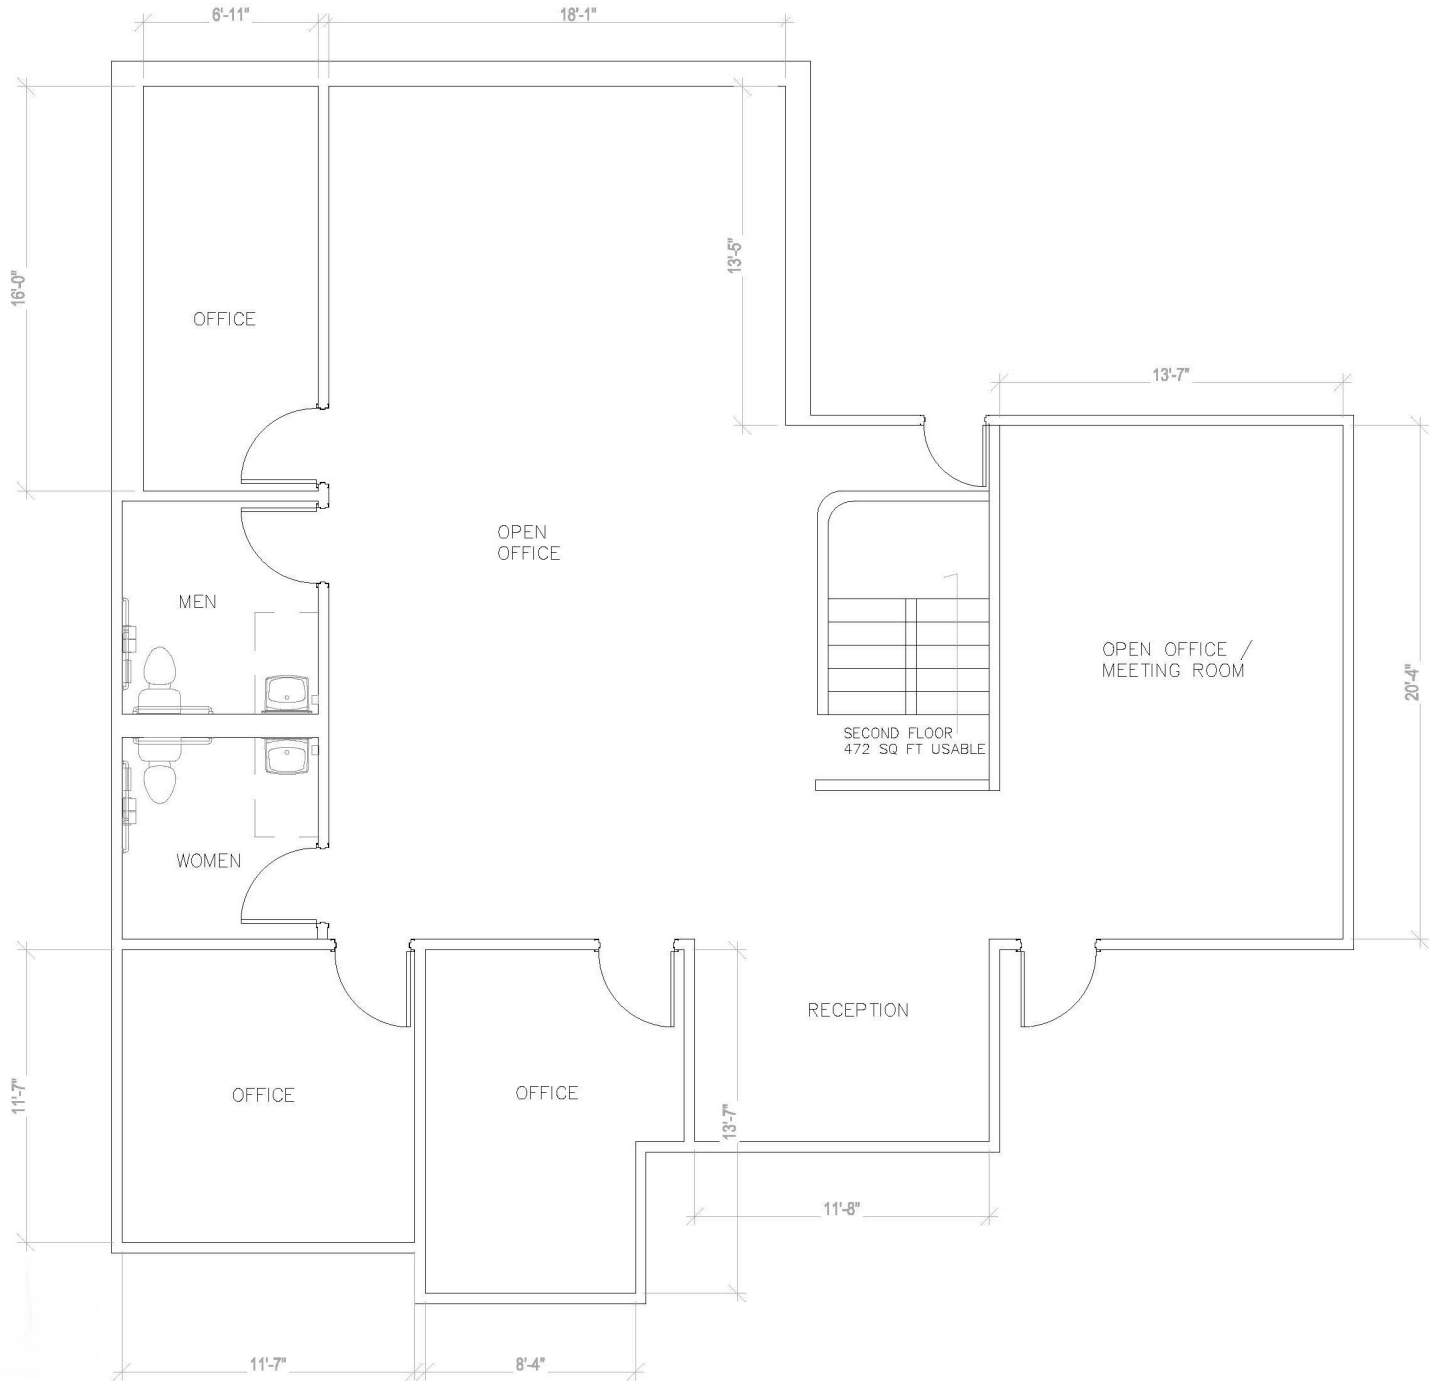 6'-11"
18'-1"
16'-0"
13'-5"
OFFICE
13'-7"
OPEN
OFFICE
MEN
OPEN OFFICE /
MEETING ROOM
20'-4"
SECOND FLOOR
472 SQ FT USABLE
WOMEN
RECEPTION
OFFICE
OFFICE
11'-7"
13'-7"
11'-8"
11'-7"
8'-4"